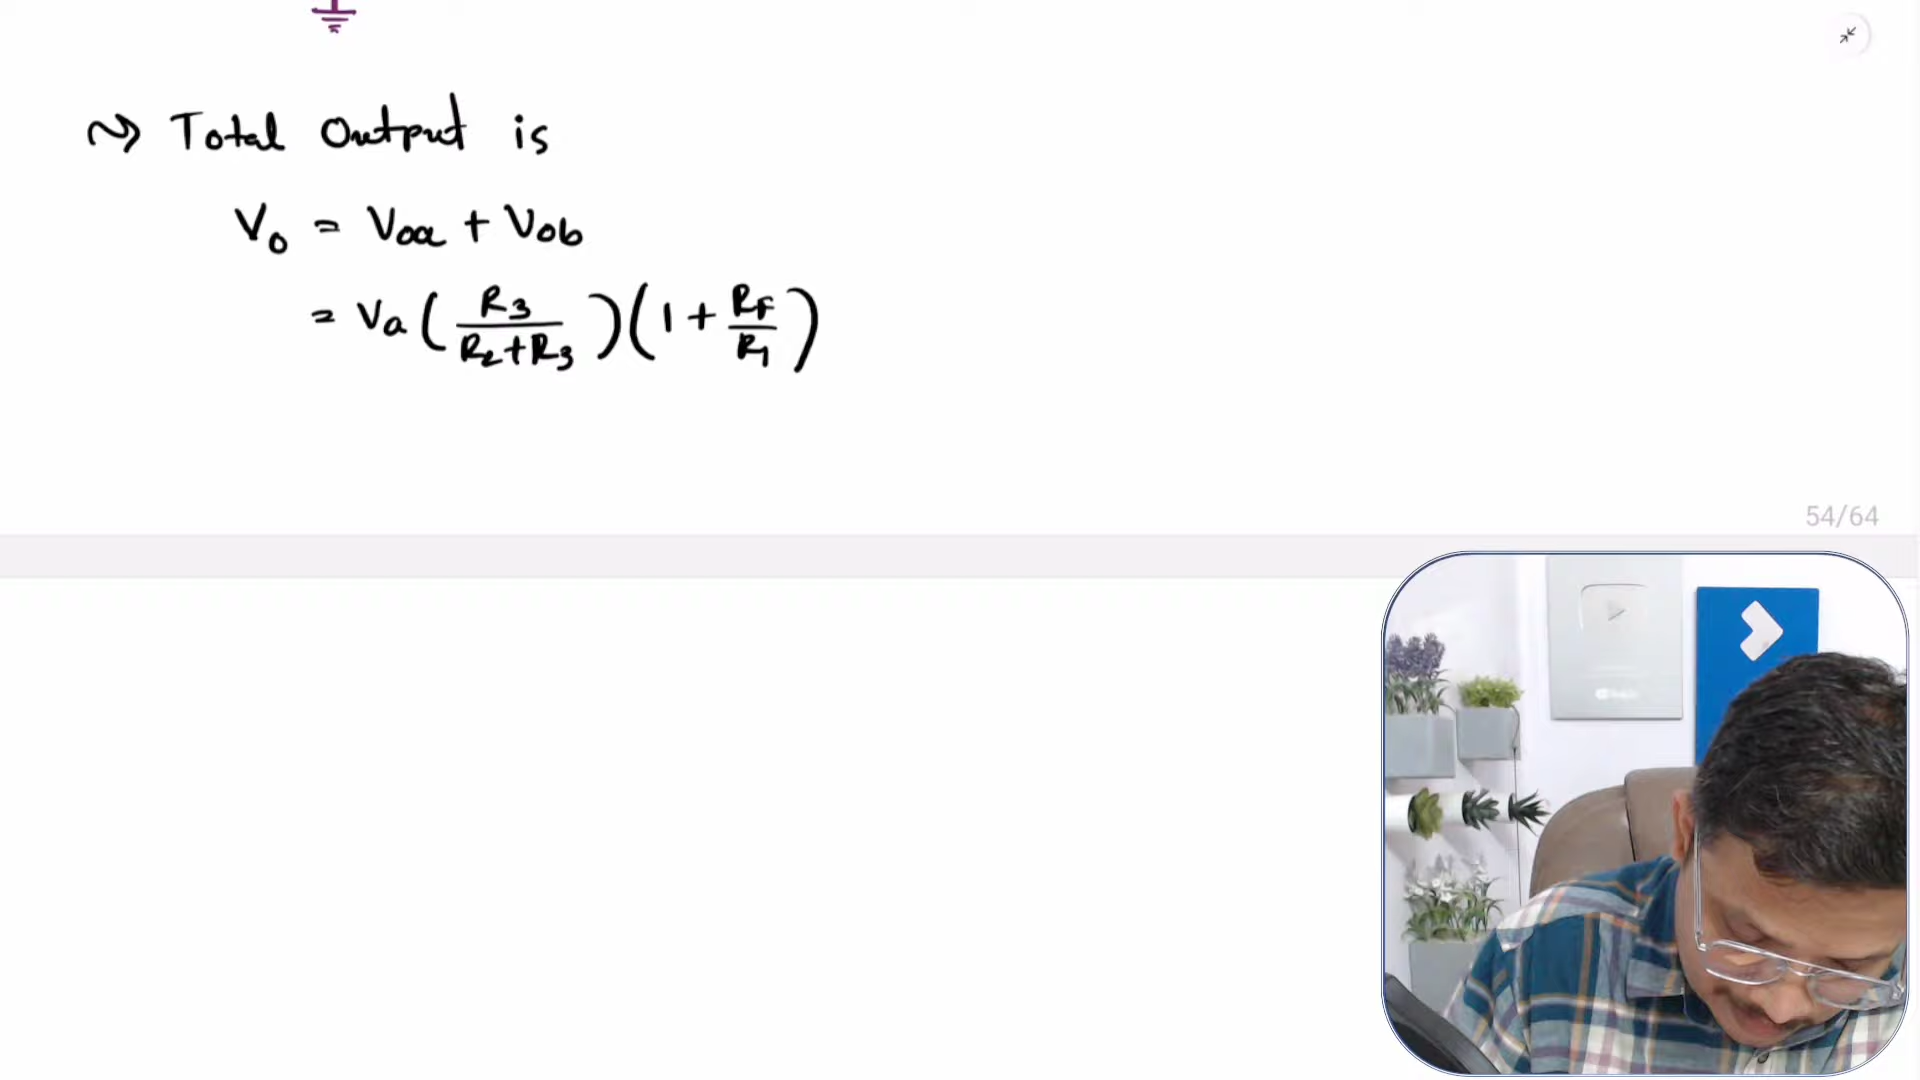 ~> Total Output is
V₀ = Voa + Vob
= Va ( R3 / R2+R3 ) ( 1 + RF / R1 )
54/64